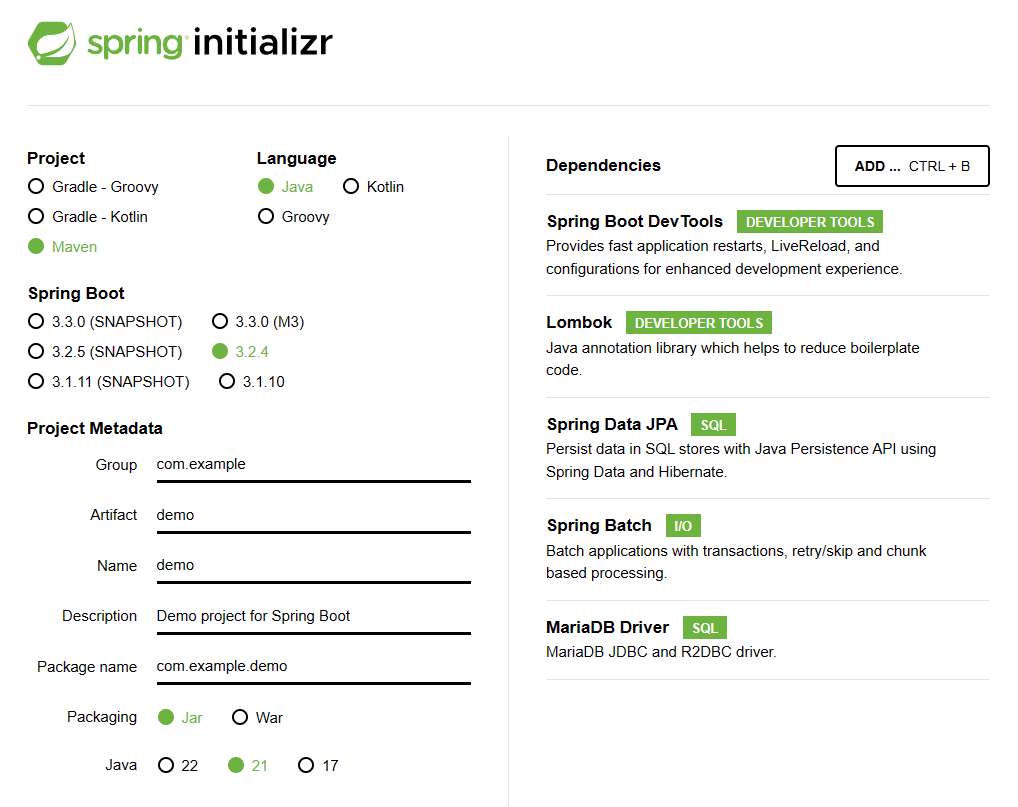 spring initializr
Project
Gradle - Groovy
Gradle - Kotlin
Maven
Language
Java Kotlin
Groovy
Spring Boot
3.3.0 (SNAPSHOT) 3.3.0 (M3)
3.2.5 (SNAPSHOT) 3.2.4
3.1.11 (SNAPSHOT) 3.1.10
Project Metadata
Group com.example
Artifact demo
Name demo
Description Demo project for Spring Boot
Package name com.example.demo
Packaging Jar War
Java 22 21 17
Dependencies ADD ... CTRL + B
Spring Boot DevTools DEVELOPER TOOLS
Provides fast application restarts, LiveReload, and
configurations for enhanced development experience.
Lombok DEVELOPER TOOLS
Java annotation library which helps to reduce boilerplate
code.
Spring Data JPA SQL
Persist data in SQL stores with Java Persistence API using
Spring Data and Hibernate.
Spring Batch I/O
Batch applications with transactions, retry/skip and chunk
based processing.
MariaDB Driver SQL
MariaDB JDBC and R2DBC driver.